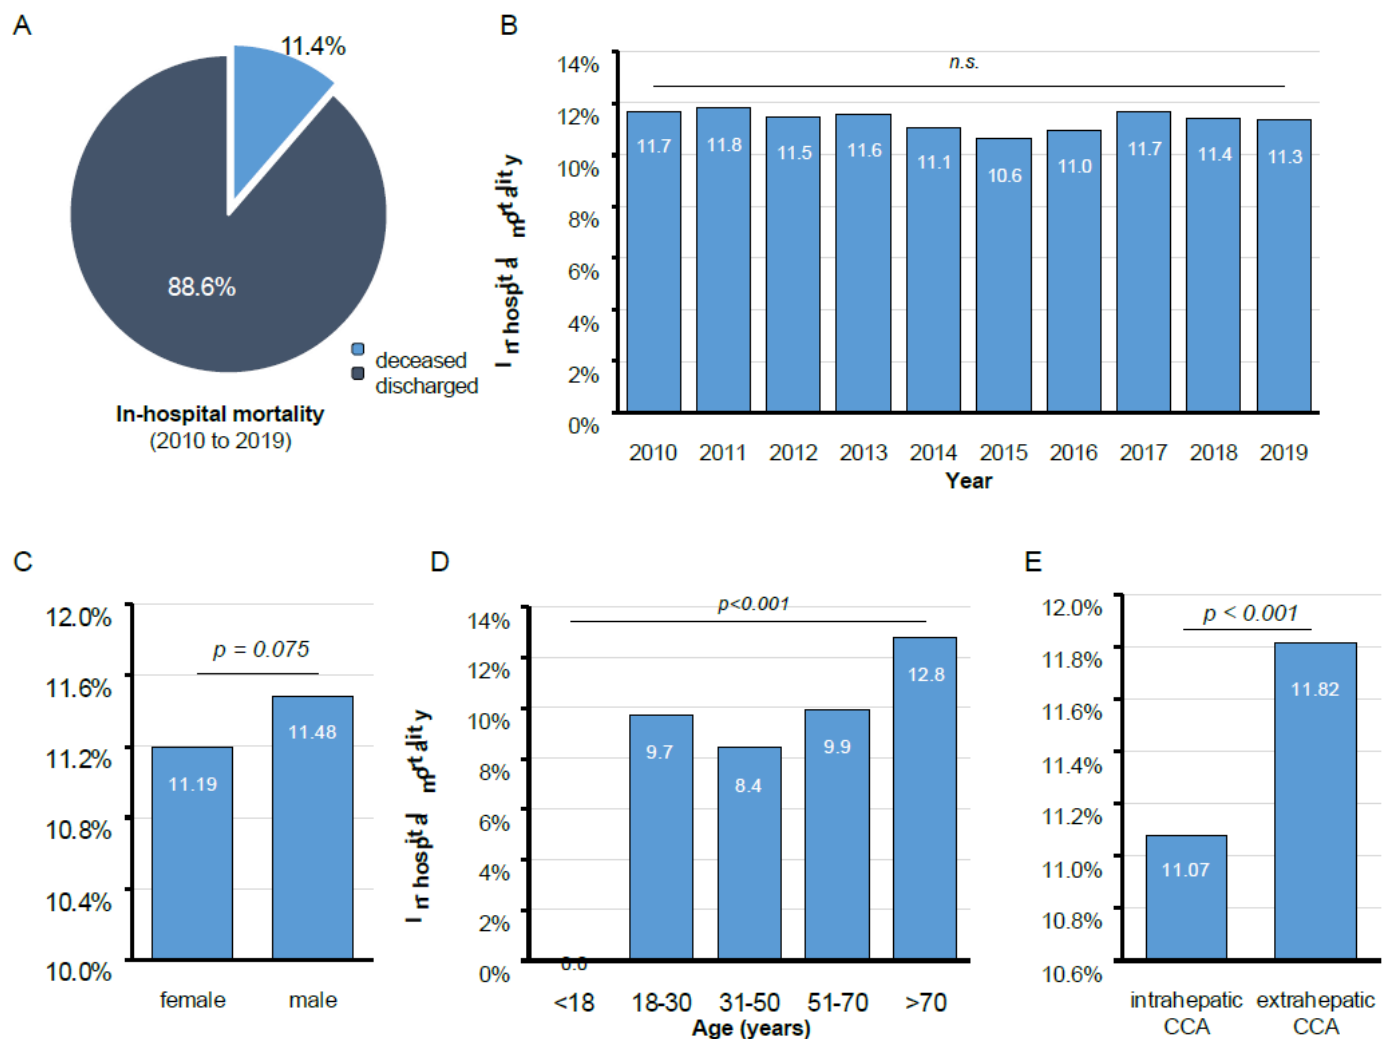 A
11.4%
88.6%
deceased
discharged
In-hospital mortality
(2010 to 2019)
B
14%
12%
10%
8%
6%
4%
2%
0%
In-hospital mortality
n.s.
11.7 11.8 11.5 11.6 11.1 10.6 11.0 11.7 11.4 11.3
2010 2011 2012 2013 2014 2015 2016 2017 2018 2019
Year
C
12.0%
11.6%
11.2%
10.8%
10.4%
10.0%
p = 0.075
11.19 11.48
female male
D
14%
12%
10%
8%
6%
4%
2%
0%
In-hospital mortality
p<0.001
0.0 9.7 8.4 9.9 12.8
<18 18-30 31-50 51-70 >70
Age (years)
E
12.0%
11.8%
11.6%
11.4%
11.2%
11.0%
10.8%
10.6%
p < 0.001
11.07 11.82
intrahepatic extrahepatic
CCA CCA